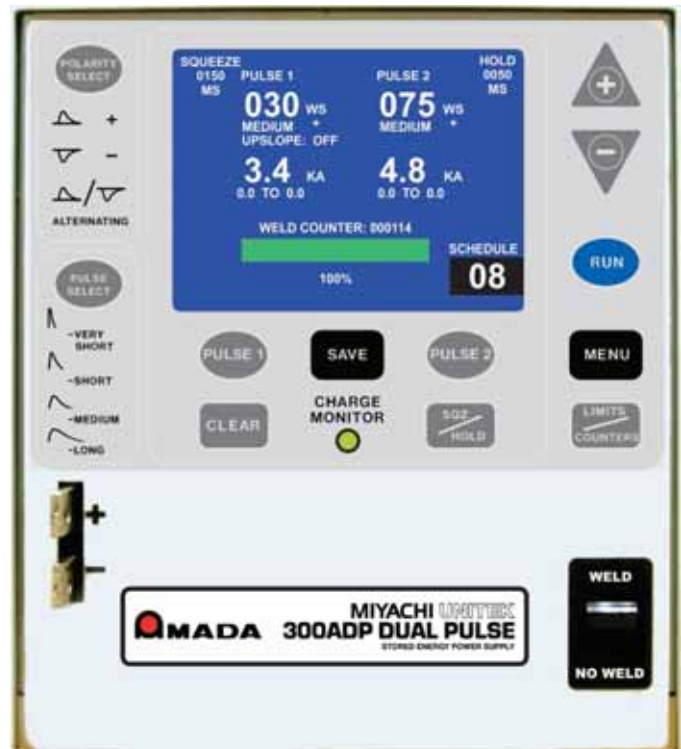 POLARITY
SELECT
+
-
/
ALTERNATING
PULSE
SELECT
-VERY
SHORT
-SHORT
-MEDIUM
-LONG
SQUEEZE
0150
MS
PULSE 1
PULSE 2
HOLD
0050
MS
030 WS
075 WS
MEDIUM +
MEDIUM +
UPSLOPE: OFF
3.4 KA
4.8 KA
0.0 TO 0.0
0.0 TO 0.0
WELD COUNTER: 000114
100%
SCHEDULE
08
+
-
RUN
PULSE 1
SAVE
PULSE 2
MENU
CLEAR
CHARGE
MONITOR
SQZ
HOLD
LIMITS
COUNTERS
+
-
AMADA
MIYACHI UNITEK
300ADP DUAL PULSE
STORED ENERGY POWER SUPPLY
WELD
NO WELD